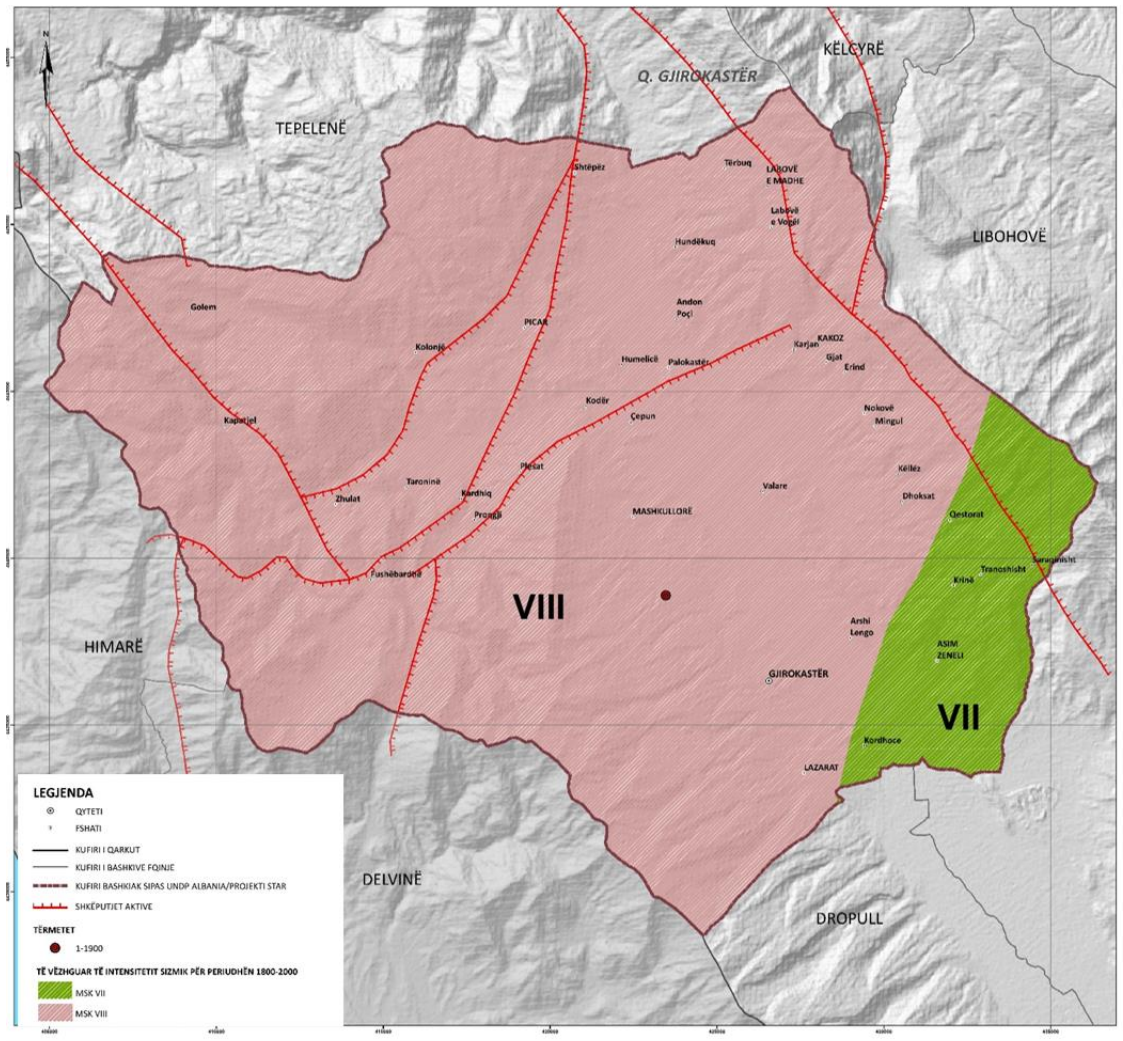 N
KËLCYRË
Q. GJIROKASTËR
TEPELENË
Tërbuq
Shtëpëz
LABOVË
E MADHE
Labovë
e Vogël
LIBOHOVË
Hundëkuq
Golem
Andon
Poçi
PICAR
KAKOZ
Karjan
Kolonjë
Humelicë
Palokastër
Gjat
Erind
Kodër
Nokovë
Kapariel
Çepun
Mingul
Plesat
Këllëz
Taroninë
Valare
Zhulat
Kardhiq
Dhoksat
MASHKULLORË
Prongji
Qestorat
Saraqinisht
Fushëbardhë
Tranoshisht
Krinë
VIII
Arshi
Lengo
HIMARË
ASIM
ZENELI
GJIROKASTËR
VII
Kordhoce
LAZARAT
DELVINË
DROPULL
LEGJENDA
QYTETI
FSHATI
KUFIRI I QARKUT
KUFIRI I BASHKIVE FQINJE
KUFIRI BASHKIAK SIPAS UNDP ALBANIA/PROJEKTI STAR
SHKËPUTJET AKTIVE
TËRMETET
1-1900
TË VËZHGUAR TË INTENSITETIT SIZMIK PËR PERIUDHËN 1800-2000
MSK VII
MSK VIII